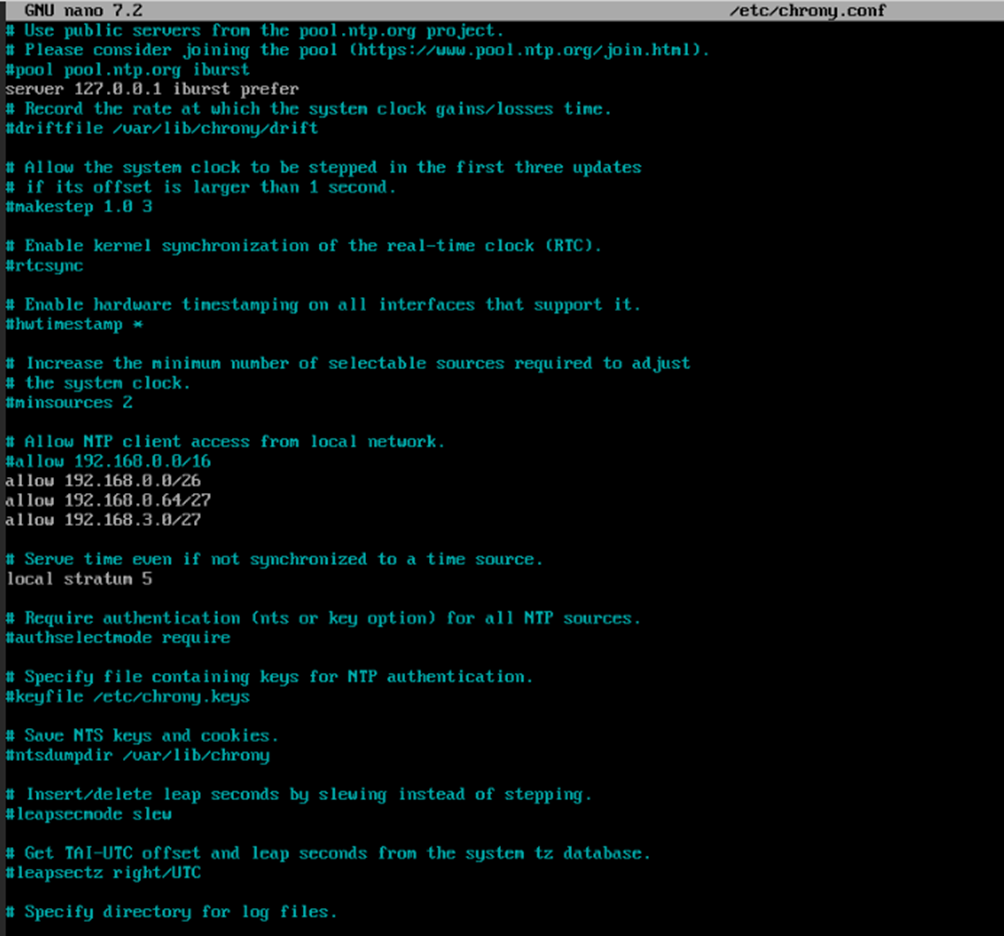 GNU nano 7.2 /etc/chrony.conf
# Use public servers from the pool.ntp.org project.
# Please consider joining the pool (https://www.pool.ntp.org/join.html).
#pool pool.ntp.org iburst
server 127.0.0.1 iburst prefer
# Record the rate at which the system clock gains/losses time.
#driftfile /var/lib/chrony/drift
# Allow the system clock to be stepped in the first three updates
# if its offset is larger than 1 second.
#makestep 1.0 3
# Enable kernel synchronization of the real-time clock (RTC).
#rtcsync
# Enable hardware timestamping on all interfaces that support it.
#hwtimestamp *
# Increase the minimum number of selectable sources required to adjust
# the system clock.
#minsources 2
# Allow NTP client access from local network.
#allow 192.168.0.0/16
allow 192.168.0.0/26
allow 192.168.0.64/27
allow 192.168.3.0/27
# Serve time even if not synchronized to a time source.
local stratum 5
# Require authentication (nts or key option) for all NTP sources.
#authselectmode require
# Specify file containing keys for NTP authentication.
#keyfile /etc/chrony.keys
# Save NTS keys and cookies.
#ntsdumpdir /var/lib/chrony
# Insert/delete leap seconds by slewing instead of stepping.
#leapsecmode slew
# Get TAI-UTC offset and leap seconds from the system tz database.
#leapsectz right/UTC
# Specify directory for log files.